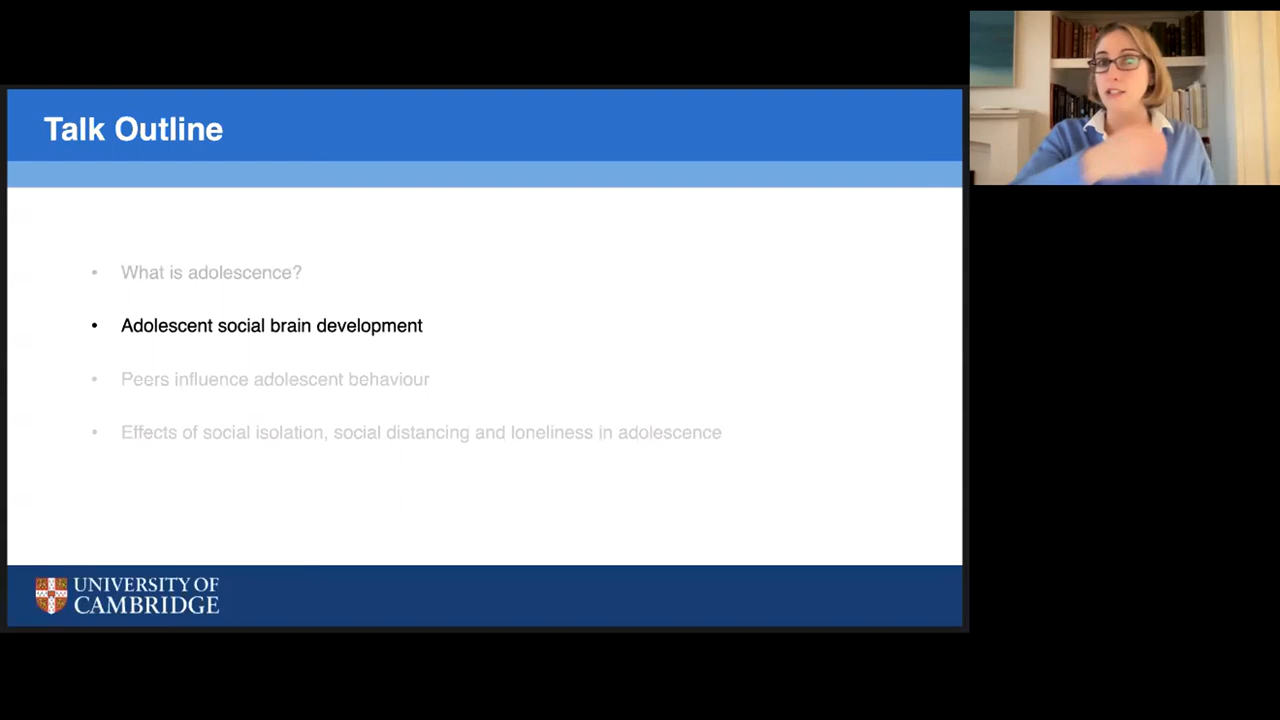 Talk Outline
• What is adolescence?
• Adolescent social brain development
• Peers influence adolescent behaviour
• Effects of social isolation, social distancing and loneliness in adolescence
UNIVERSITY OF
CAMBRIDGE